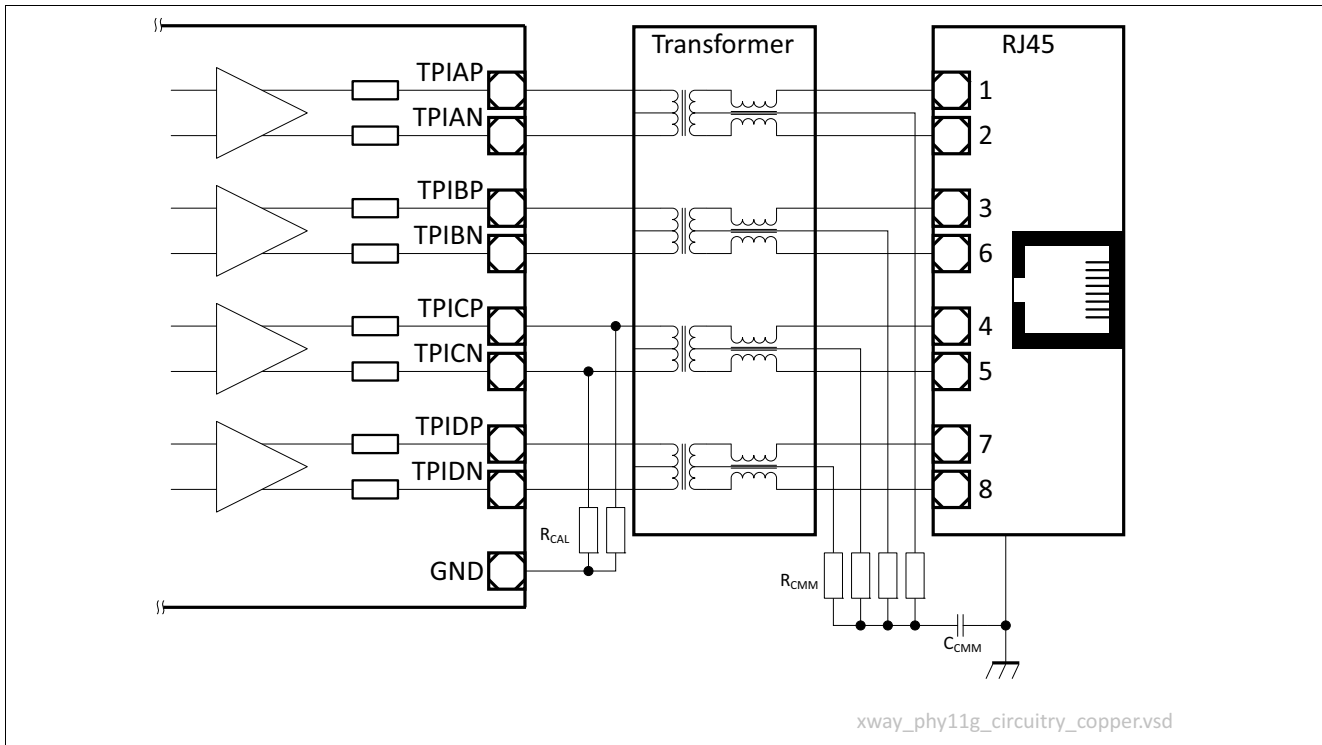 Transformer
RJ45
TPIAP
1
TPIAN
2
TPIBP
3
TPIBN
6
TPICP
4
TPICN
5
TPIDP
7
TPIDN
8
RCAL
GND
RCMM
CCMM
xway_phy11g_circuitry_copper.vsd